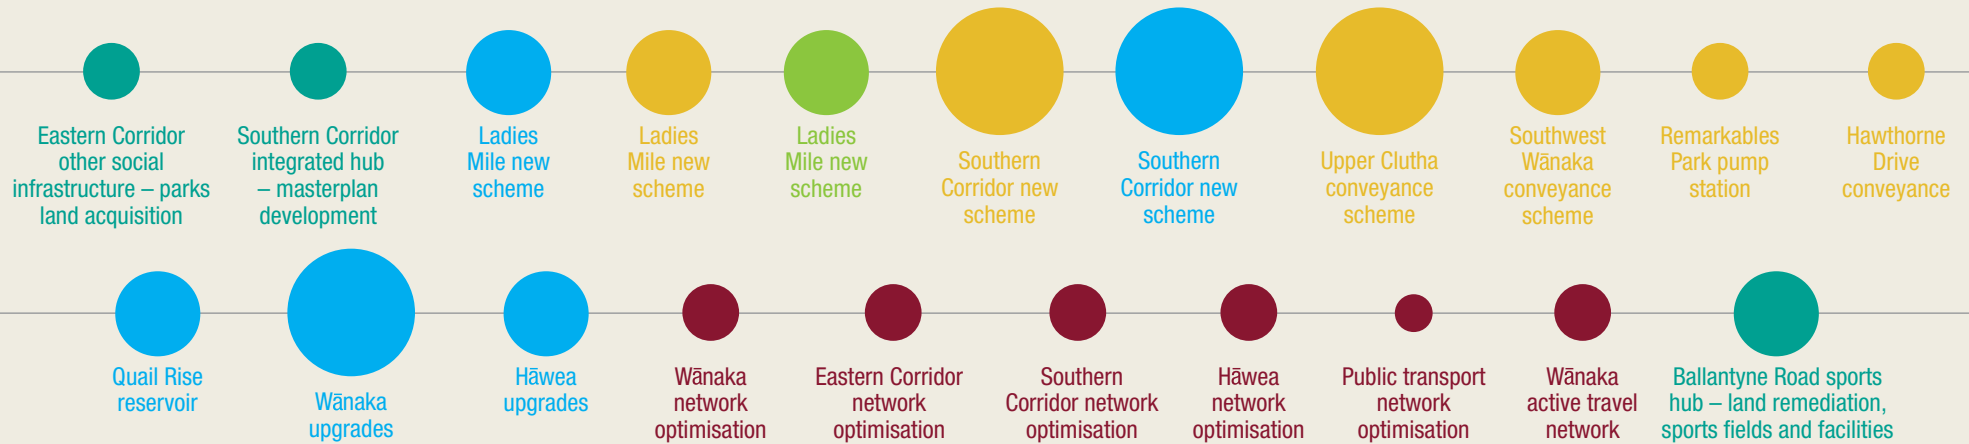 Eastern Corridor
other social
infrastructure – parks
land acquisition
Southern Corridor
integrated hub
– masterplan
development
Ladies
Mile new
scheme
Ladies
Mile new
scheme
Ladies
Mile new
scheme
Southern
Corridor new
scheme
Southern
Corridor new
scheme
Upper Clutha
conveyance
scheme
Southwest
Wānaka
conveyance
scheme
Remarkables
Park pump
station
Hawthorne
Drive
conveyance
Quail Rise
reservoir
Wānaka
upgrades
Hāwea
upgrades
Wānaka
network
optimisation
Eastern Corridor
network
optimisation
Southern
Corridor network
optimisation
Hāwea
network
optimisation
Public transport
network
optimisation
Wānaka
active travel
network
Ballantyne Road sports
hub – land remediation,
sports fields and facilities